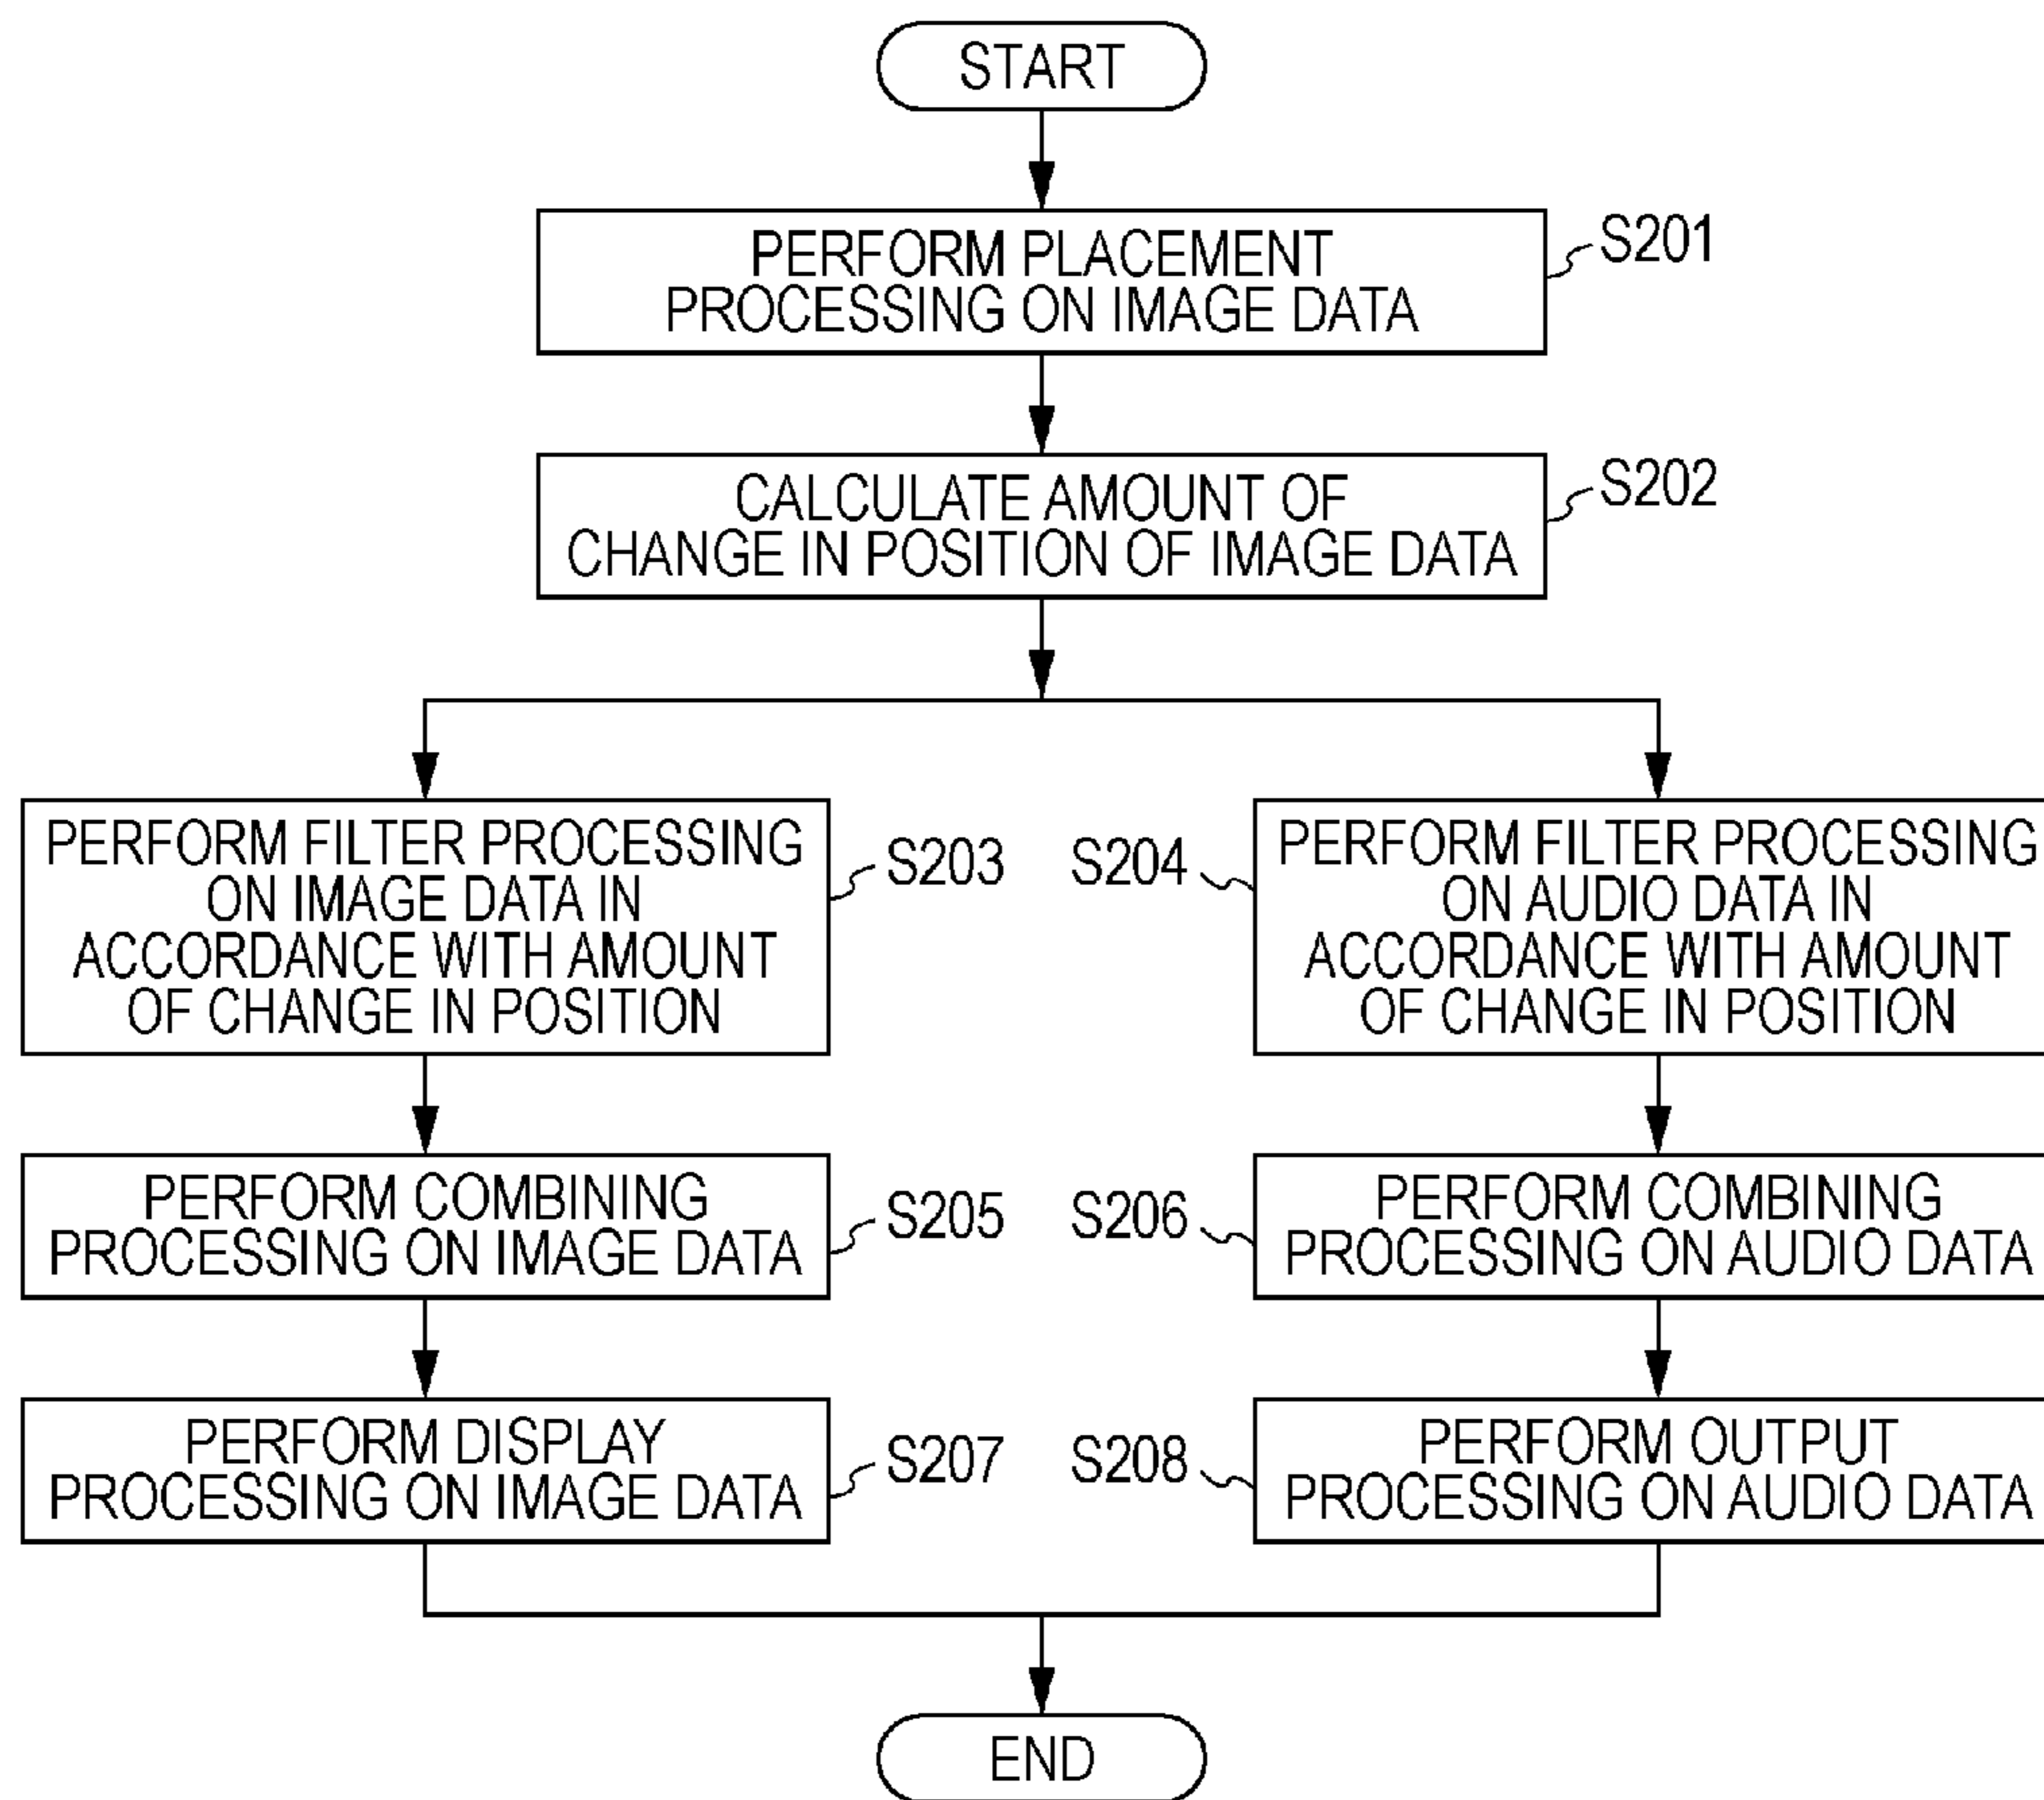 START
PERFORM PLACEMENT
PROCESSING ON IMAGE DATA
S201
CALCULATE AMOUNT OF
CHANGE IN POSITION OF IMAGE DATA
S202
PERFORM FILTER PROCESSING
ON IMAGE DATA IN
ACCORDANCE WITH AMOUNT
OF CHANGE IN POSITION
S203
S204
PERFORM FILTER PROCESSING
ON AUDIO DATA IN
ACCORDANCE WITH AMOUNT
OF CHANGE IN POSITION
PERFORM COMBINING
PROCESSING ON IMAGE DATA
S205
S206
PERFORM COMBINING
PROCESSING ON AUDIO DATA
PERFORM DISPLAY
PROCESSING ON IMAGE DATA
S207
S208
PERFORM OUTPUT
PROCESSING ON AUDIO DATA
END